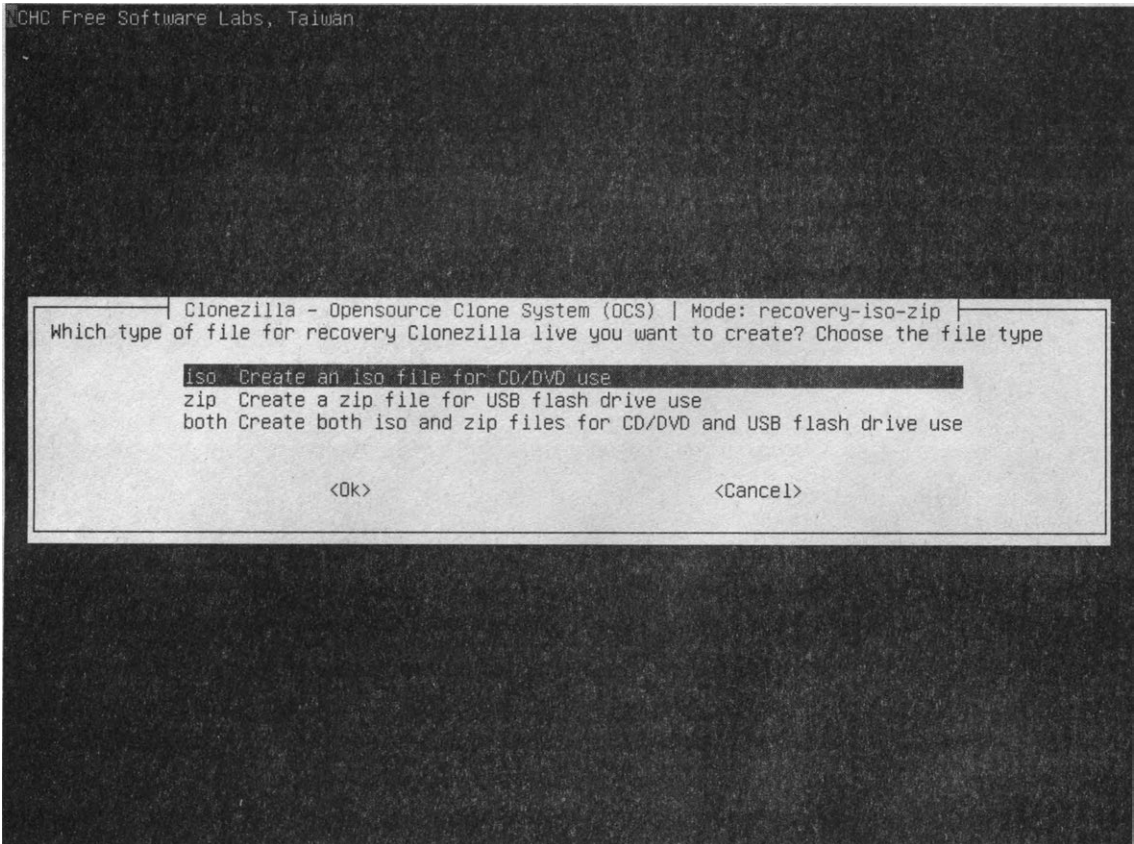 NCHC Free Software Labs, Taiwan
Clonezilla - Opensource Clone System (OCS) | Mode: recovery-iso-zip
Which type of file for recovery Clonezilla live you want to create? Choose the file type
iso Create an iso file for CD/DVD use
zip Create a zip file for USB flash drive use
both Create both iso and zip files for CD/DVD and USB flash drive use
<Ok> <Cancel>